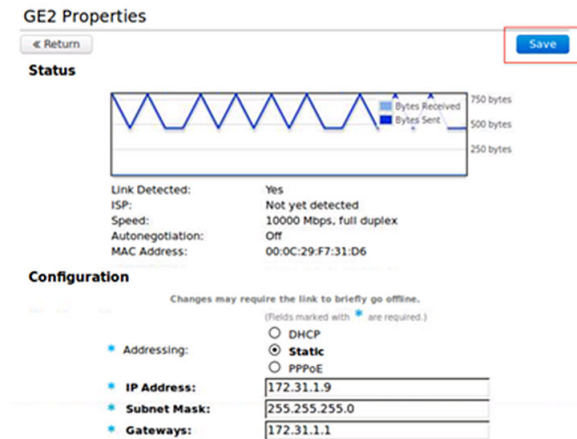 GE2 Properties
« Return
Save
Status
Bytes Received
Bytes Sent
750 bytes
500 bytes
250 bytes
Link Detected: Yes
ISP: Not yet detected
Speed: 10000 Mbps, full duplex
Autonegotiation: Off
MAC Address: 00:0C:29:F7:31:D6
Configuration
Changes may require the link to briefly go offline.
(Fields marked with * are required.)
DHCP
* Addressing: Static
PPPoE
* IP Address: 172.31.1.9
* Subnet Mask: 255.255.255.0
* Gateways: 172.31.1.1